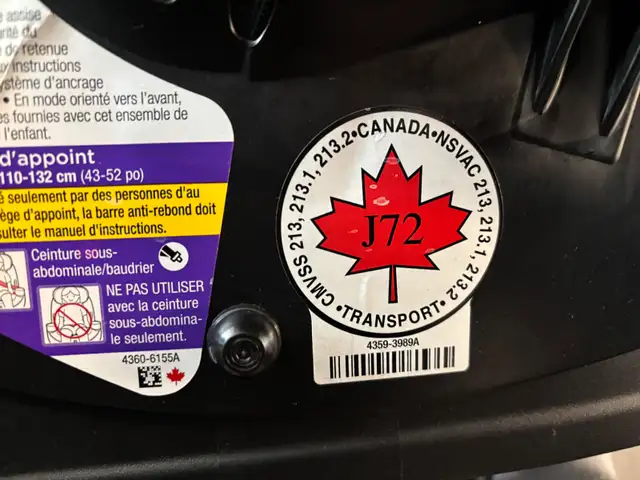 assise
rité du
de retenue
x instructions
ystème d'ancrage
• En mode orienté vers l'avant,
es fournies avec cet ensemble de
l'enfant.
d'appoint
110-132 cm (43-52 po)
é seulement par des personnes d'au
ège d'appoint, la barre anti-rebond doit
sulter le manuel d'instructions.
Ceinture sous-
abdominale/baudrier
NE PAS UTILISER
avec la ceinture
sous-abdomina-
le seulement.
4360-6155A
CMVSS 213, 213.1, 213.2•CANADA•NSVAC 213, 213.1, 213.2
J72
•TRANSPORT•
4359-3989A